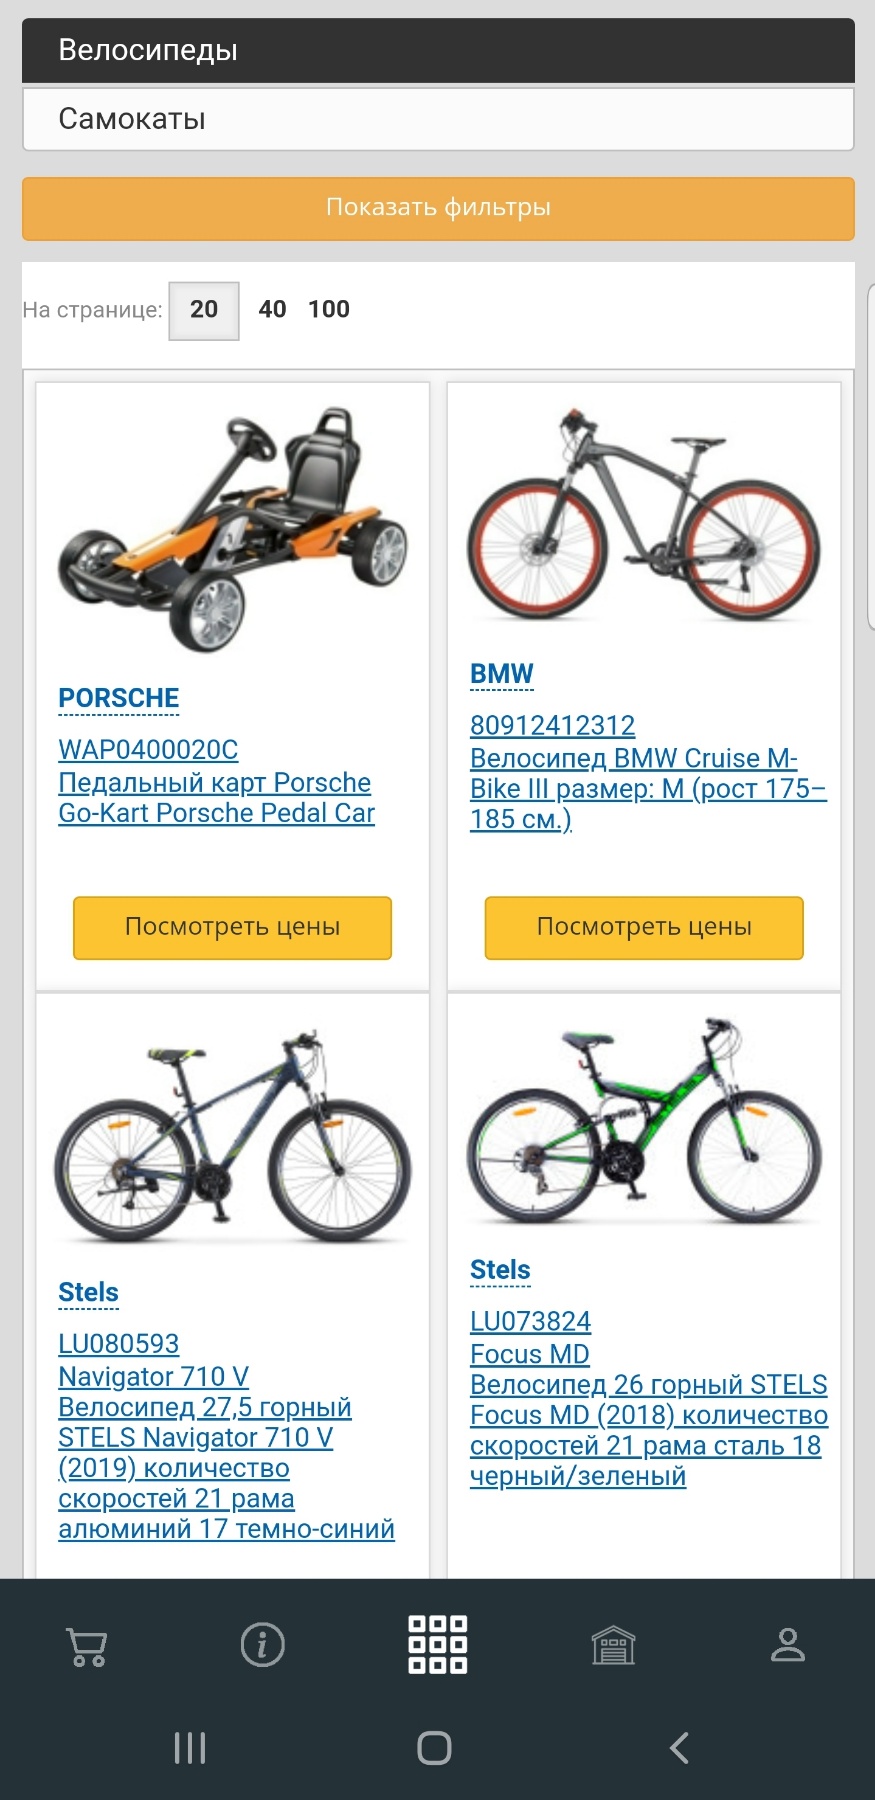 Велосипеды
Самокаты
Показать фильтры
На странице: 20 40 100
PORSCHE
WAP0400020C
Педальный карт Porsche
Go-Kart Porsche Pedal Car
Посмотреть цены
BMW
80912412312
Велосипед BMW Cruise M-
Bike III размер: M (рост 175–
185 см.)
Посмотреть цены
Stels
LU080593
Navigator 710 V
Велосипед 27,5 горный
STELS Navigator 710 V
(2019) количество
скоростей 21 рама
алюминий 17 темно-синий
Stels
LU073824
Focus MD
Велосипед 26 горный STELS
Focus MD (2018) количество
скоростей 21 рама сталь 18
черный/зеленый